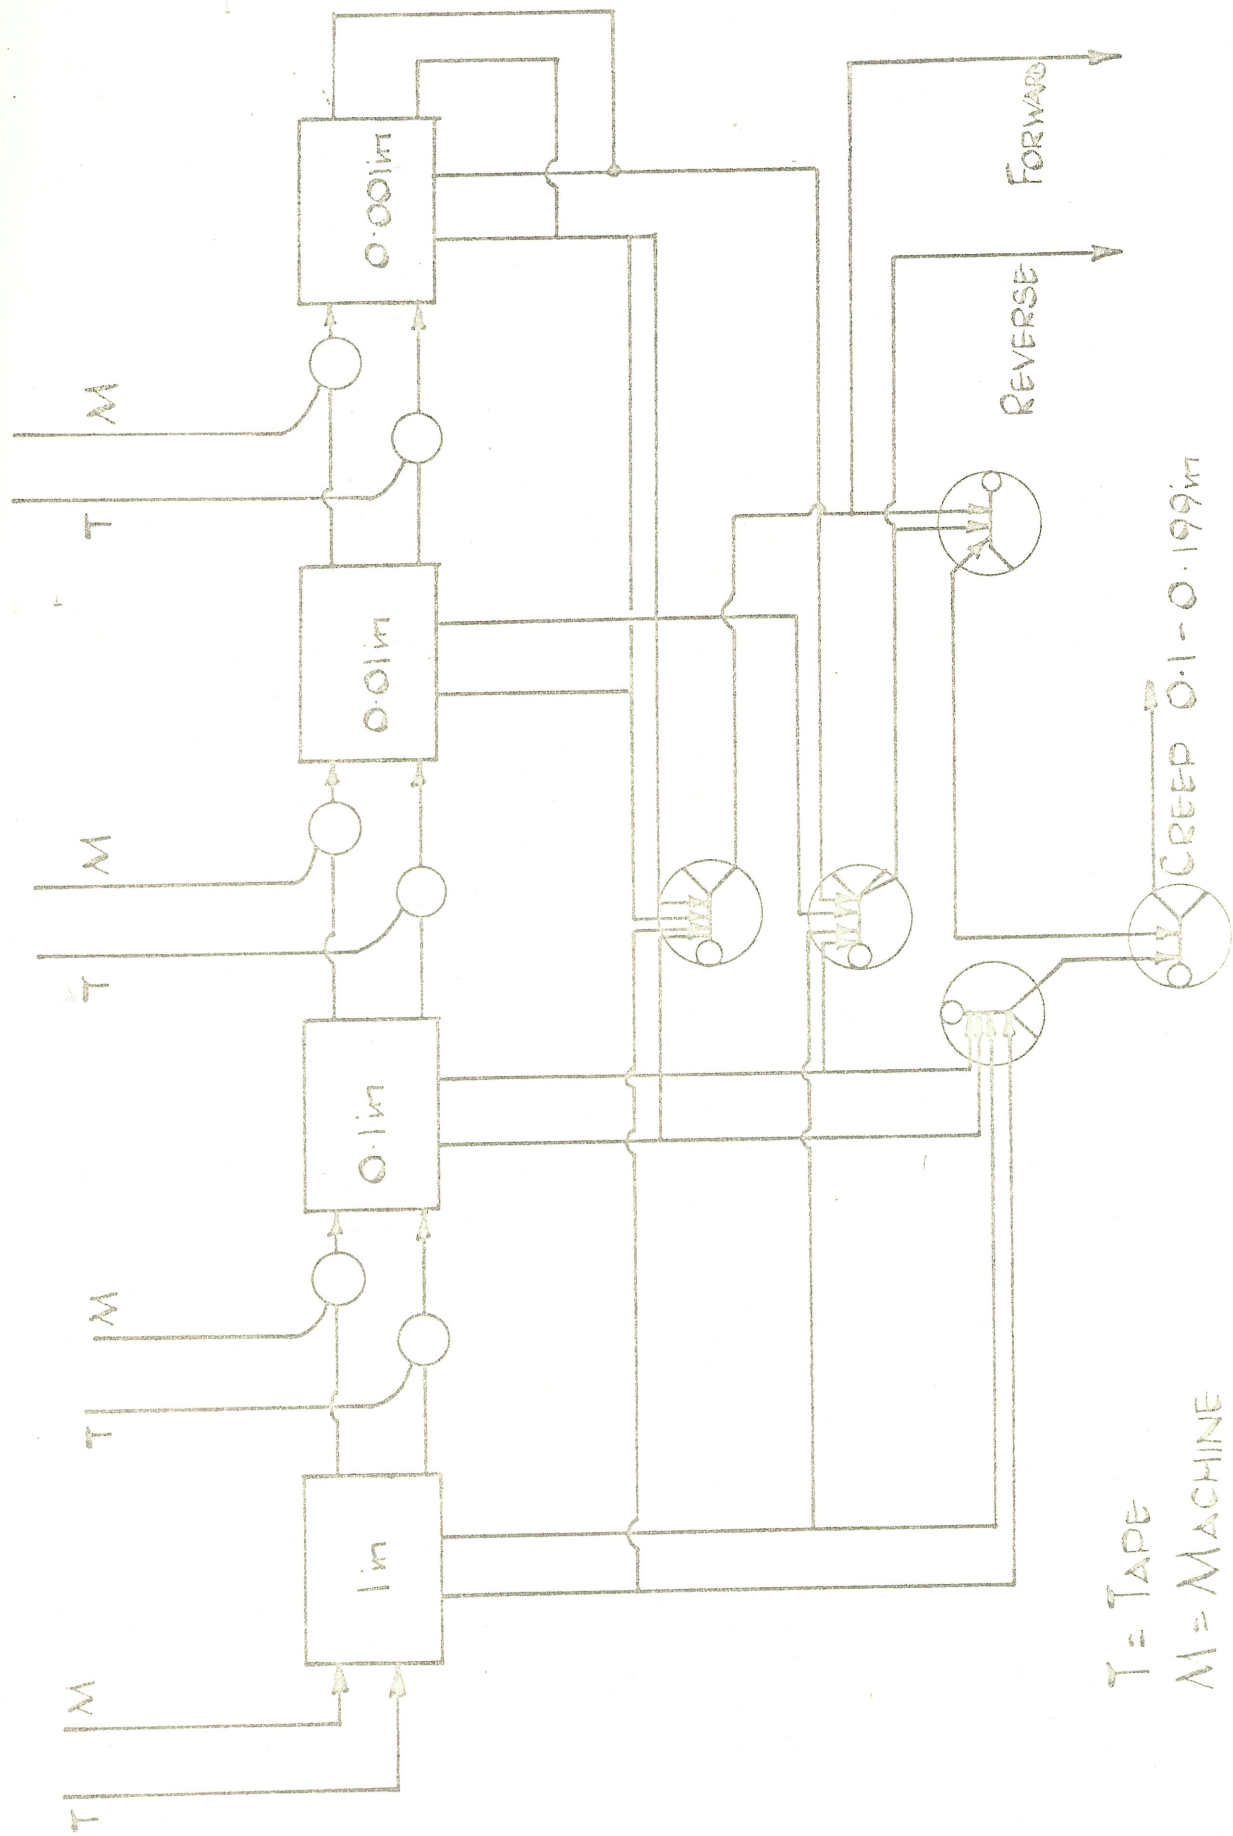 T
M
T
M
T
M
T
M
1in
0.1in
0.01in
0.001in
REVERSE
FORWARD
CREEP 0.1-0.199in
T = TAPE
M = MACHINE